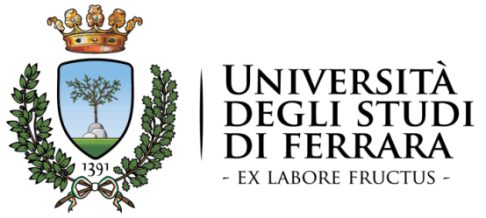 1391
UNIVERSITÀ
DEGLI STUDI
DI FERRARA
- EX LABORE FRUCTUS -